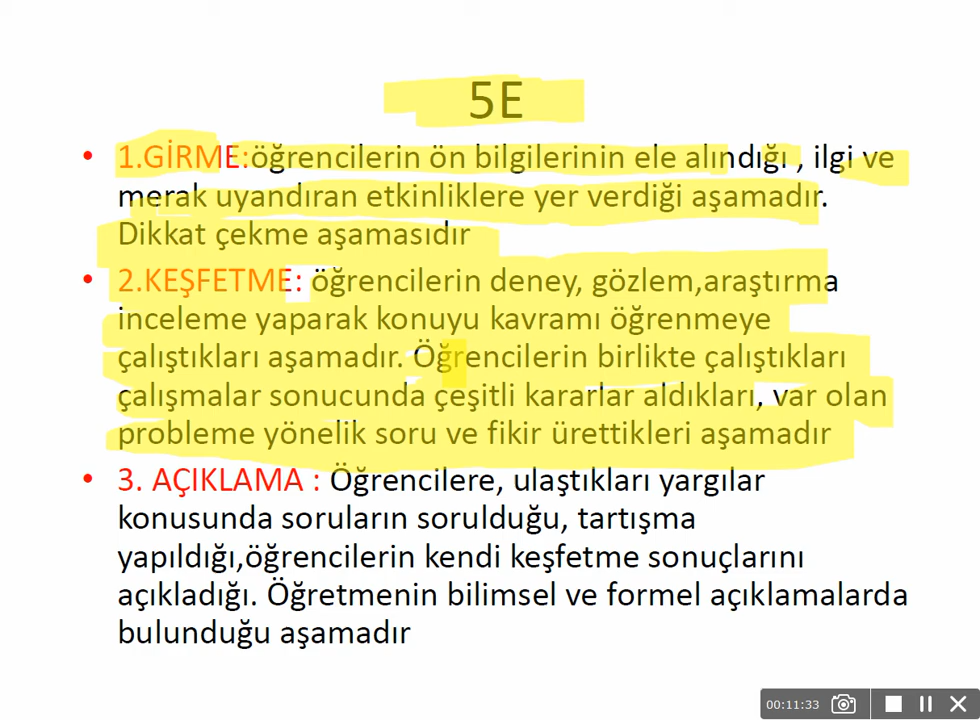 5E
• 1.GİRME:öğrencilerin ön bilgilerinin ele alındığı , ilgi ve
merak uyandıran etkinliklere yer verdiği aşamadır.
Dikkat çekme aşamasıdır
• 2.KEŞFETME: öğrencilerin deney, gözlem,araştırma
inceleme yaparak konuyu kavramı öğrenmeye
çalıştıkları aşamadır. Öğrencilerin birlikte çalıştıkları
çalışmalar sonucunda çeşitli kararlar aldıkları, var olan
probleme yönelik soru ve fikir ürettikleri aşamadır
• 3. AÇIKLAMA : Öğrencilere, ulaştıkları yargılar
konusunda soruların sorulduğu, tartışma
yapıldığı,öğrencilerin kendi keşfetme sonuçlarını
açıkladığı. Öğretmenin bilimsel ve formel açıklamalarda
bulunduğu aşamadır
00:11:33